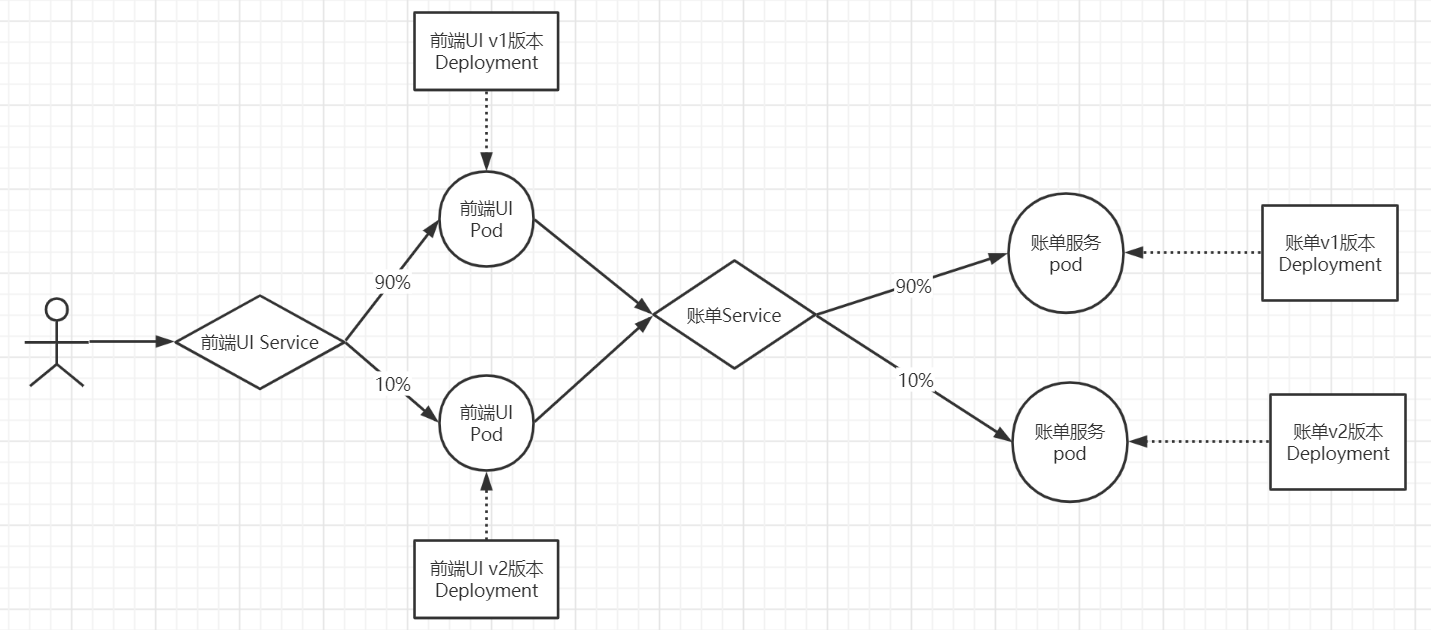 前端UI v1版本
Deployment
前端UI
Pod
90%
前端UI Service
10%
前端UI
Pod
前端UI v2版本
Deployment
账单Service
90%
账单服务
pod
账单v1版本
Deployment
10%
账单服务
pod
账单v2版本
Deployment